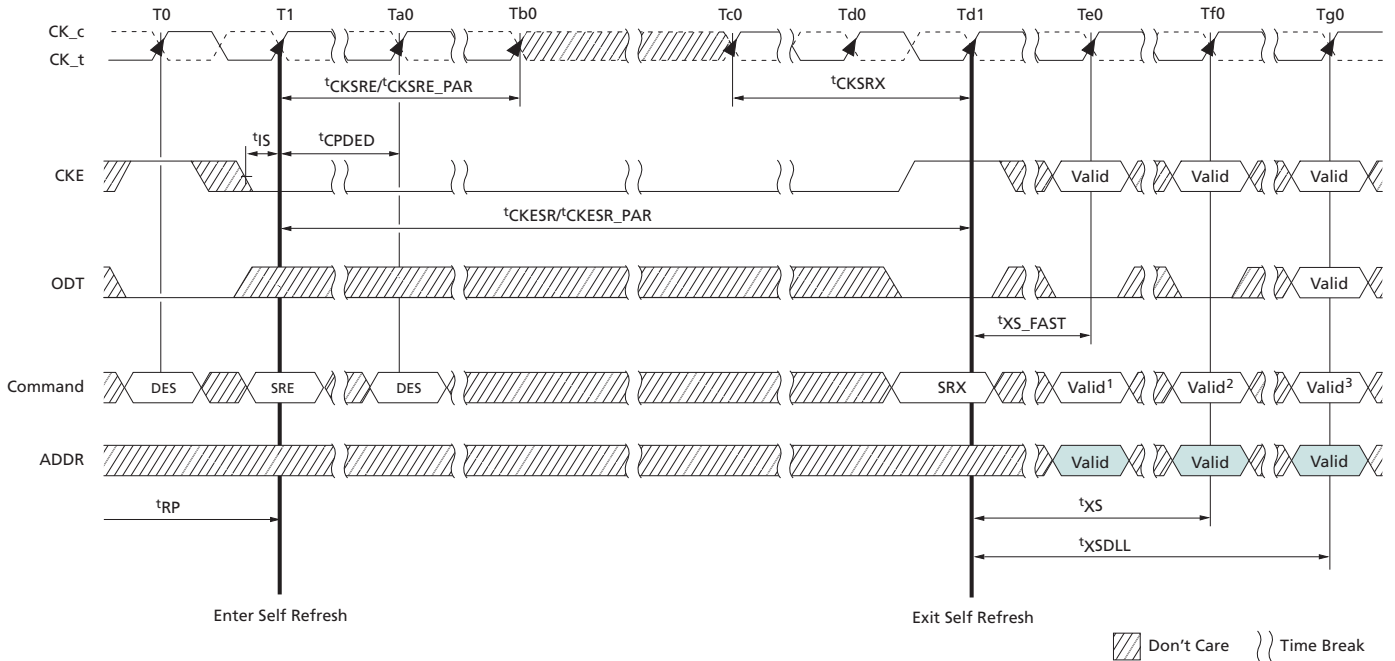 T0 T1 Ta0 Tb0 Tc0 Td0 Td1 Te0 Tf0 Tg0
CK_c
CK_t
tCKSRE/tCKSRE_PAR
tCKSRX
tIS
tCPDED
CKE
Valid Valid Valid
tCKESR/tCKESR_PAR
ODT
Valid
tXS_FAST
Command
DES SRE DES SRX Valid1 Valid2 Valid3
ADDR
Valid Valid Valid
tRP
tXS
tXSDLL
Enter Self Refresh
Exit Self Refresh
Don't Care
Time Break